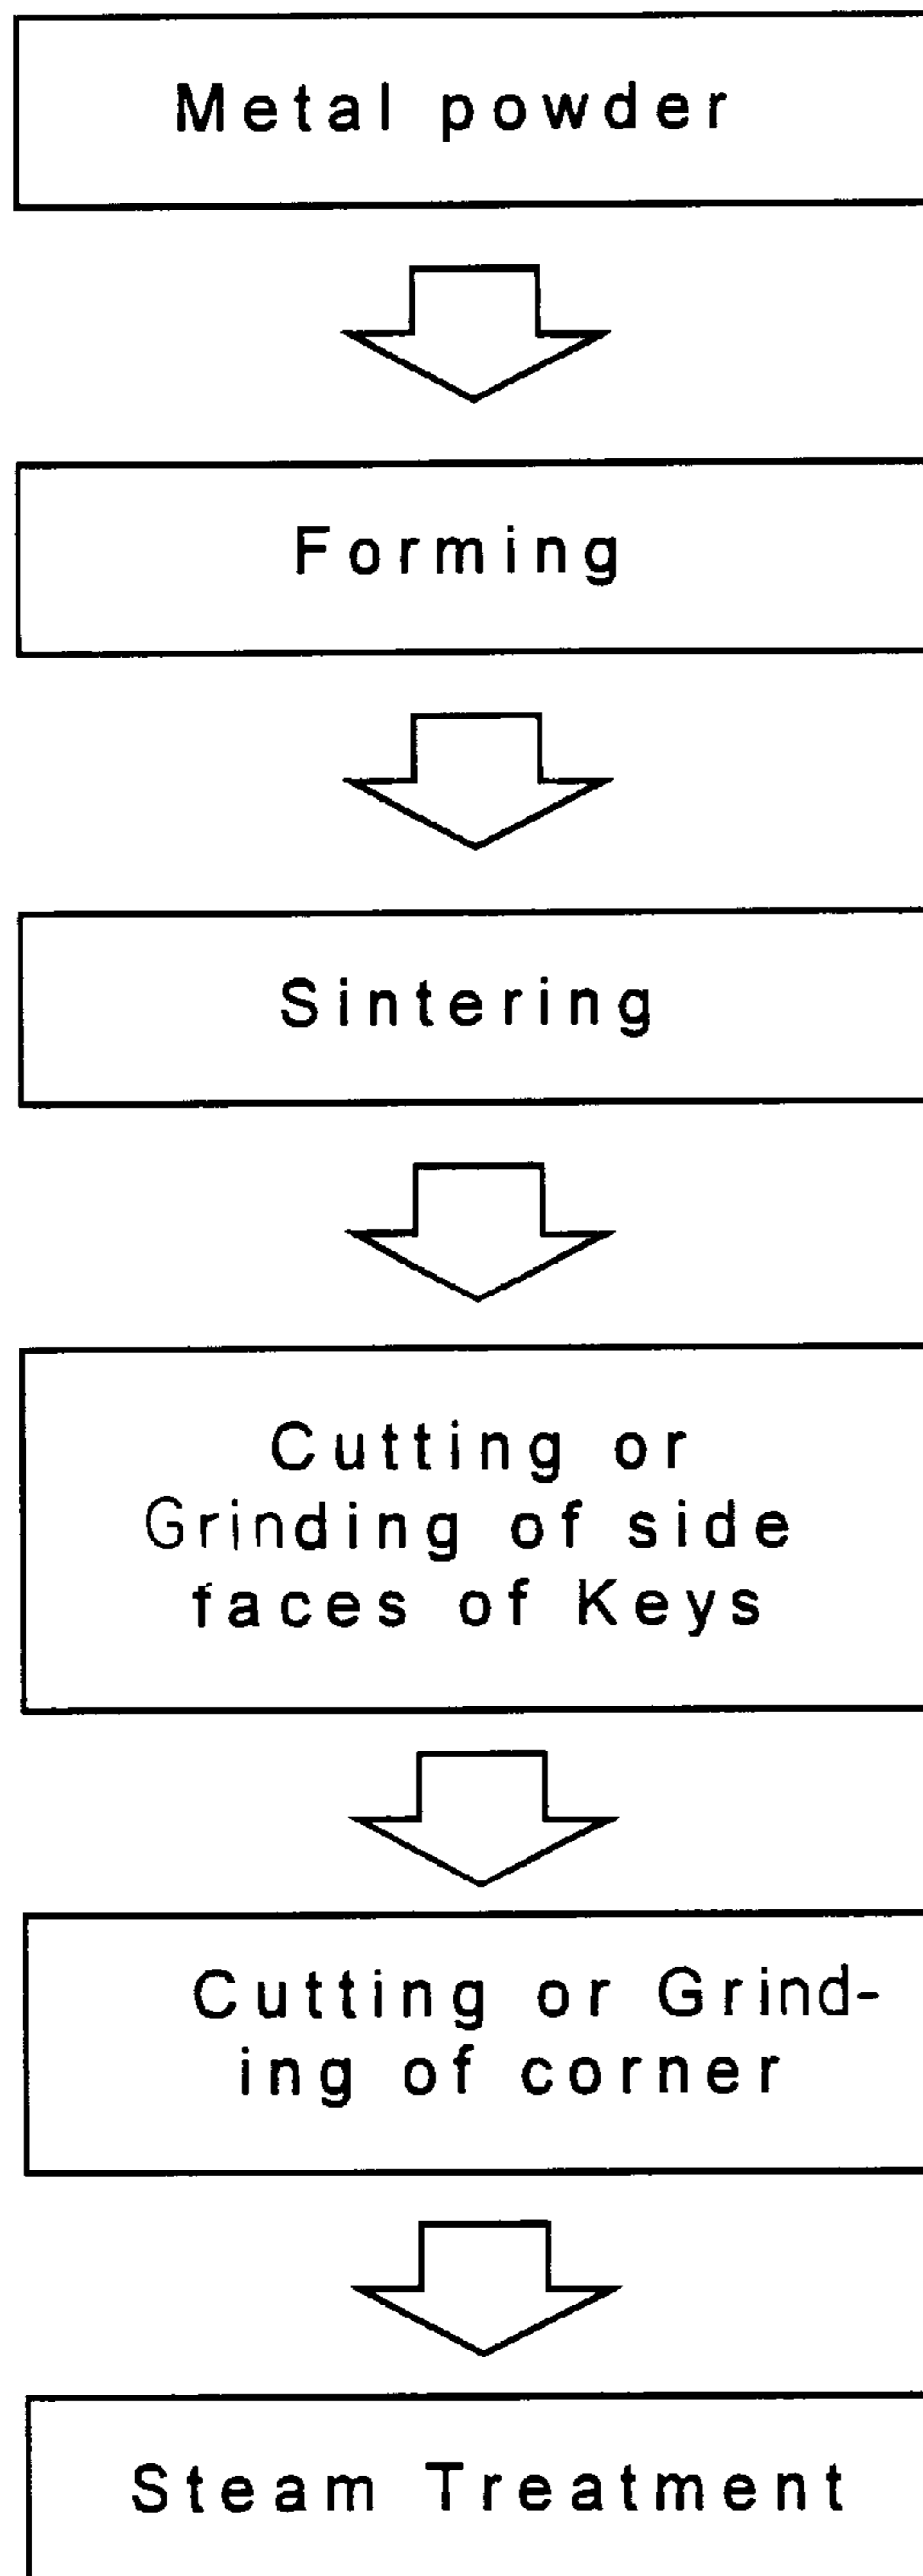 Metal powder
Forming
Sintering
Cutting or
Grinding of side
faces of Keys
Cutting or Grind-
ing of corner
Steam Treatment